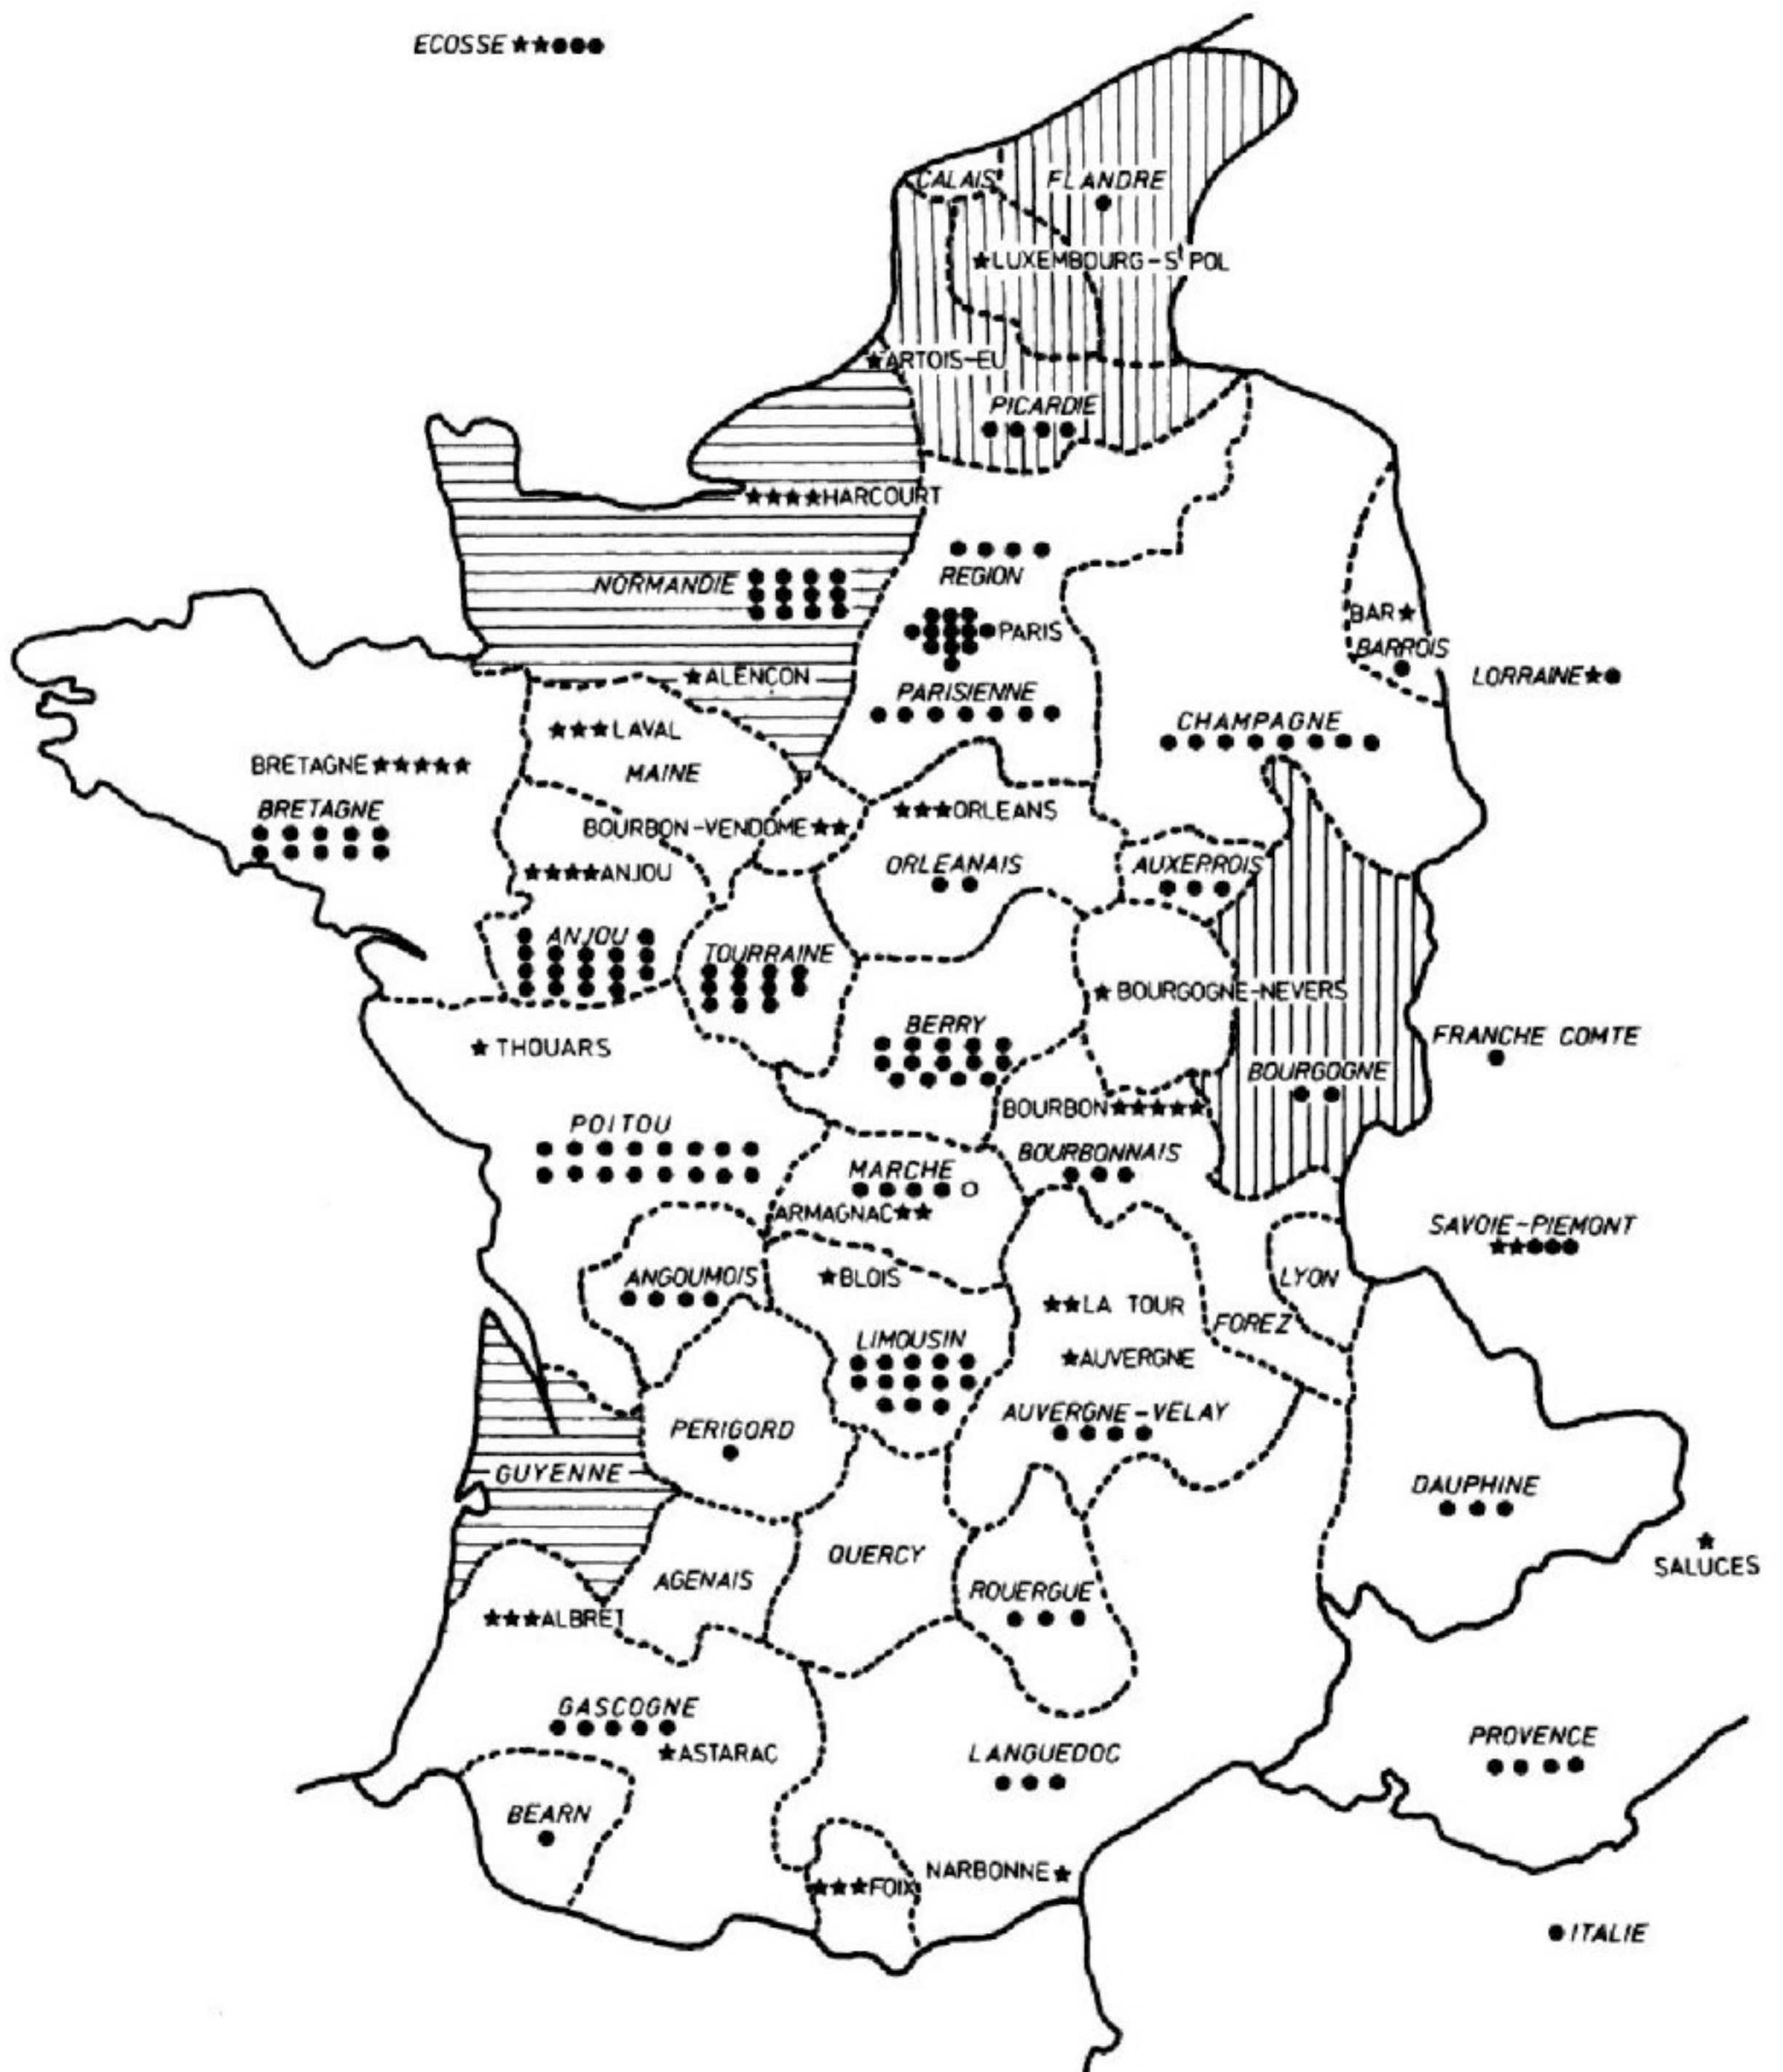 ECOSSE
CALAIS
FLANDRE
LUXEMBOURG-St POL
ARTOIS-EU
PICARDIE
HARCOURT
REGION
NORMANDIE
PARIS
BAR
BARROIS
LORRAINE
ALENÇON
PARISIENNE
CHAMPAGNE
LAVAL
BRETAGNE
MAINE
BRETAGNE
ORLEANS
BOURBON-VENDOME
ORLEANAIS
AUXERROIS
ANJOU
ANJOU
TOURRAINE
BOURGOGNE-NEVERS
BERRY
FRANCHE COMTE
THOUARS
BOURGOGNE
BOURBON
POITOU
BOURBONNAIS
MARCHE
ARMAGNAC
SAVOIE-PIEMONT
ANGOUMOIS
BLOIS
LYON
LA TOUR
FOREZ
LIMOUSIN
AUVERGNE
AUVERGNE-VELAY
PERIGORD
GUYENNE
DAUPHINE
QUERCY
SALUCES
AGENAIS
ROUERGUE
ALBRET
GASCOGNE
ASTARAC
LANGUEDOC
PROVENCE
BEARN
NARBONNE
FOIX
ITALIE